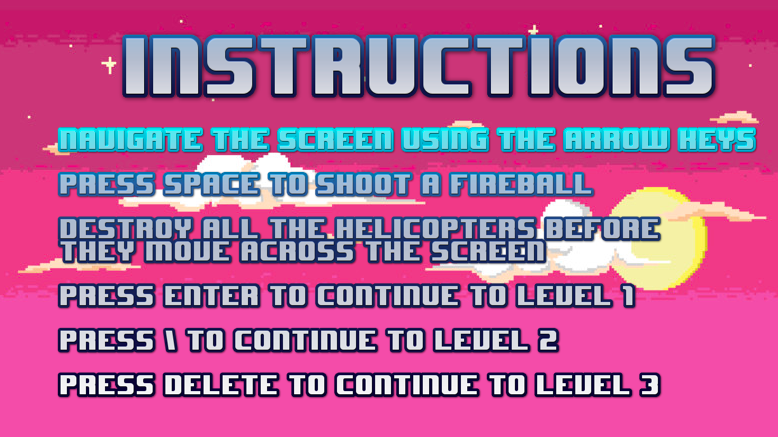 INSTRUCTIONS
NAVIGATE THE SCREEN USING THE ARROW KEYS
PRESS SPACE TO SHOOT A FIREBALL
DESTROY ALL THE HELICOPTERS BEFORE
THEY MOVE ACROSS THE SCREEN
PRESS ENTER TO CONTINUE TO LEVEL 1
PRESS \ TO CONTINUE TO LEVEL 2
PRESS DELETE TO CONTINUE TO LEVEL 3